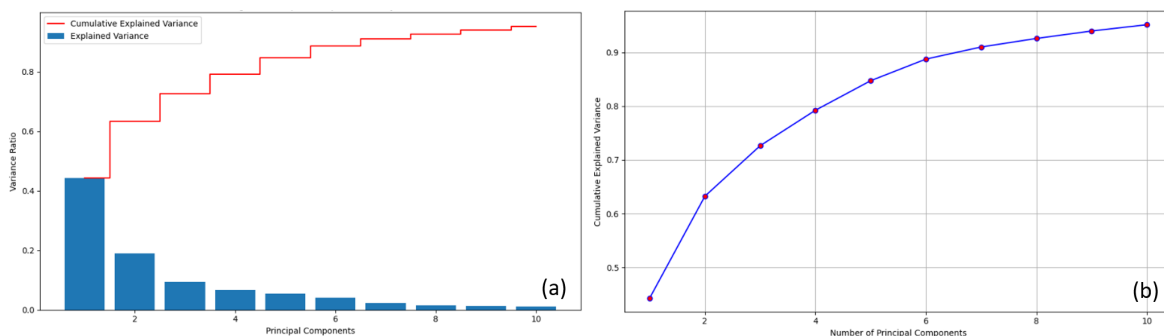 Cumulative Explained Variance
Explained Variance
Variance Ratio
0.8
0.6
0.4
0.2
0.0
2
4
6
8
10
Principal Components
(a)
Cumulative Explained Variance
0.9
0.8
0.7
0.6
0.5
2
4
6
8
10
Number of Principal Components
(b)